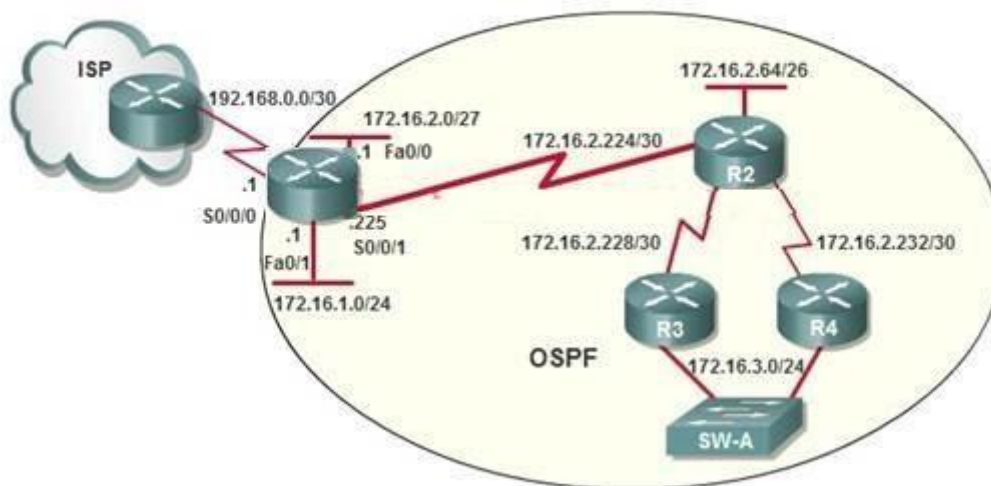 ISP
192.168.0.0/30
172.16.2.0/27
.1 Fa0/0
.1
S0/0/0
.225
S0/0/1
.1
Fa0/1
172.16.1.0/24
172.16.2.64/26
172.16.2.224/30
R2
172.16.2.228/30
172.16.2.232/30
R3
R4
OSPF
172.16.3.0/24
SW-A